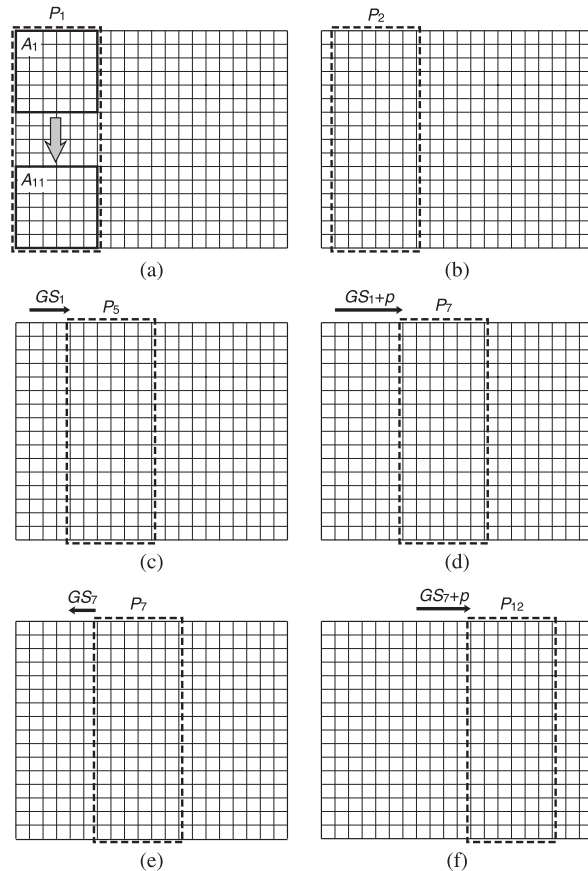 P1
P2
A1
A11
(a)
(b)
GS1
P5
GS1+p
P7
(c)
(d)
GS7
P7
GS7+p
P12
(e)
(f)